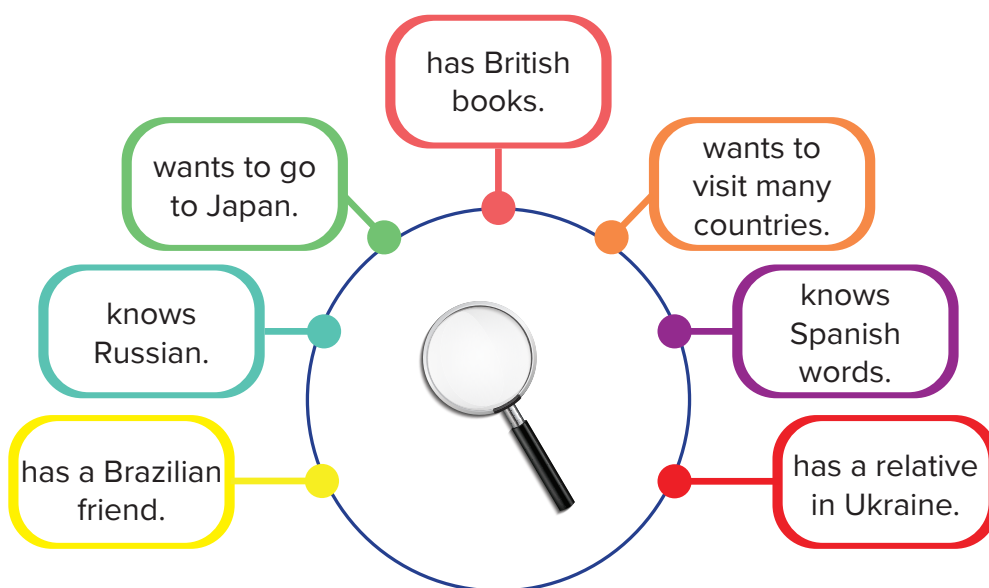 has British
books.
wants to go
to Japan.
wants to
visit many
countries.
knows
Russian.
knows
Spanish
words.
has a Brazilian
friend.
has a relative
in Ukraine.